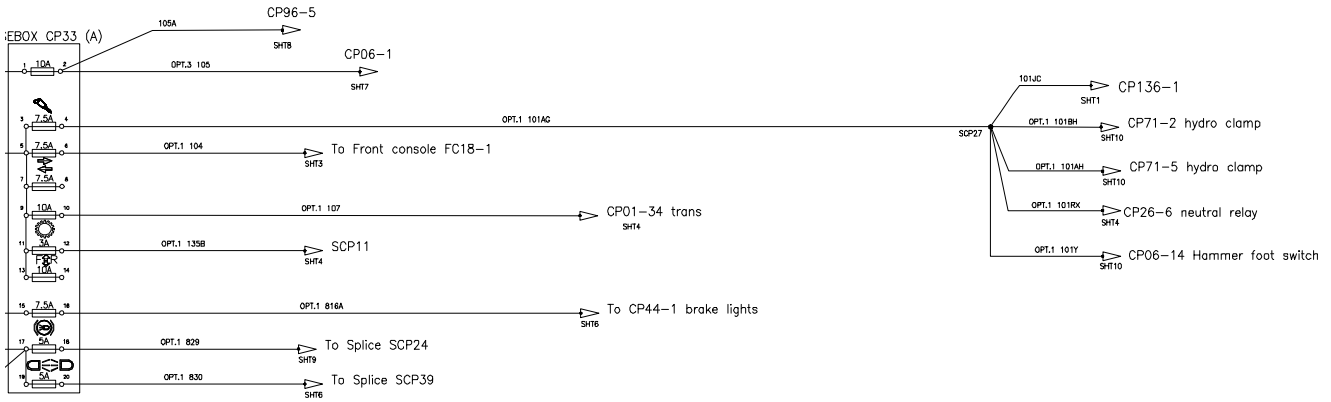 CP96-5
105A
SHT8
EBOX CP33 (A)
CP06-1
1 10A 2
OPT.3 105
SHT7
101JC
CP136-1
SHT1
3 7.5A 4
OPT.1 101AG
SCP27
OPT.1 101BH
CP71-2 hydro clamp
SHT10
5 7.5A 6
OPT.1 104
To Front console FC18-1
SHT3
OPT.1 101AH
CP71-5 hydro clamp
SHT10
7 7.5A 8
9 10A 10
OPT.1 107
CP01-34 trans
SHT4
OPT.1 101RX
CP26-6 neutral relay
SHT4
11 3A 12
OPT.1 135B
SCP11
SHT4
OPT.1 101Y
CP06-14 Hammer foot switch
SHT10
13 10A 14
15 7.5A 16
OPT.1 816A
To CP44-1 brake lights
SHT6
17 5A 18
OPT.1 829
To Splice SCP24
SHT9
19 5A 20
OPT.1 830
To Splice SCP39
SHT6